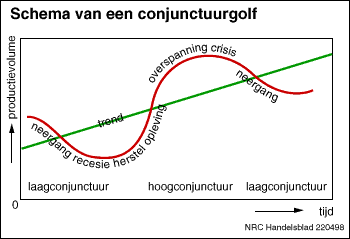 Schema van een conjunctuurgolf
productievolume
neergang recesie herstel opleving
trend
overspanning crisis
neergang
laagconjunctuur hoogconjunctuur laagconjunctuur
0
tijd
NRC Handelsblad 220498